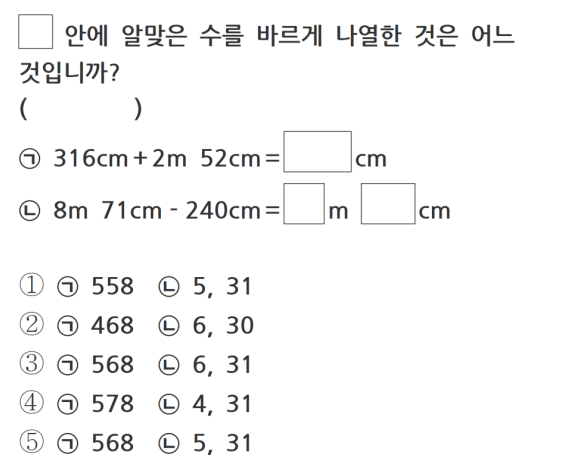 안에 알맞은 수를 바르게 나열한 것은 어느
것입니까?
( )
㉠ 316cm+2m 52cm= cm
㉡ 8m 71cm - 240cm= m cm
① ㉠ 558 ㉡ 5, 31
② ㉠ 468 ㉡ 6, 30
③ ㉠ 568 ㉡ 6, 31
④ ㉠ 578 ㉡ 4, 31
⑤ ㉠ 568 ㉡ 5, 31